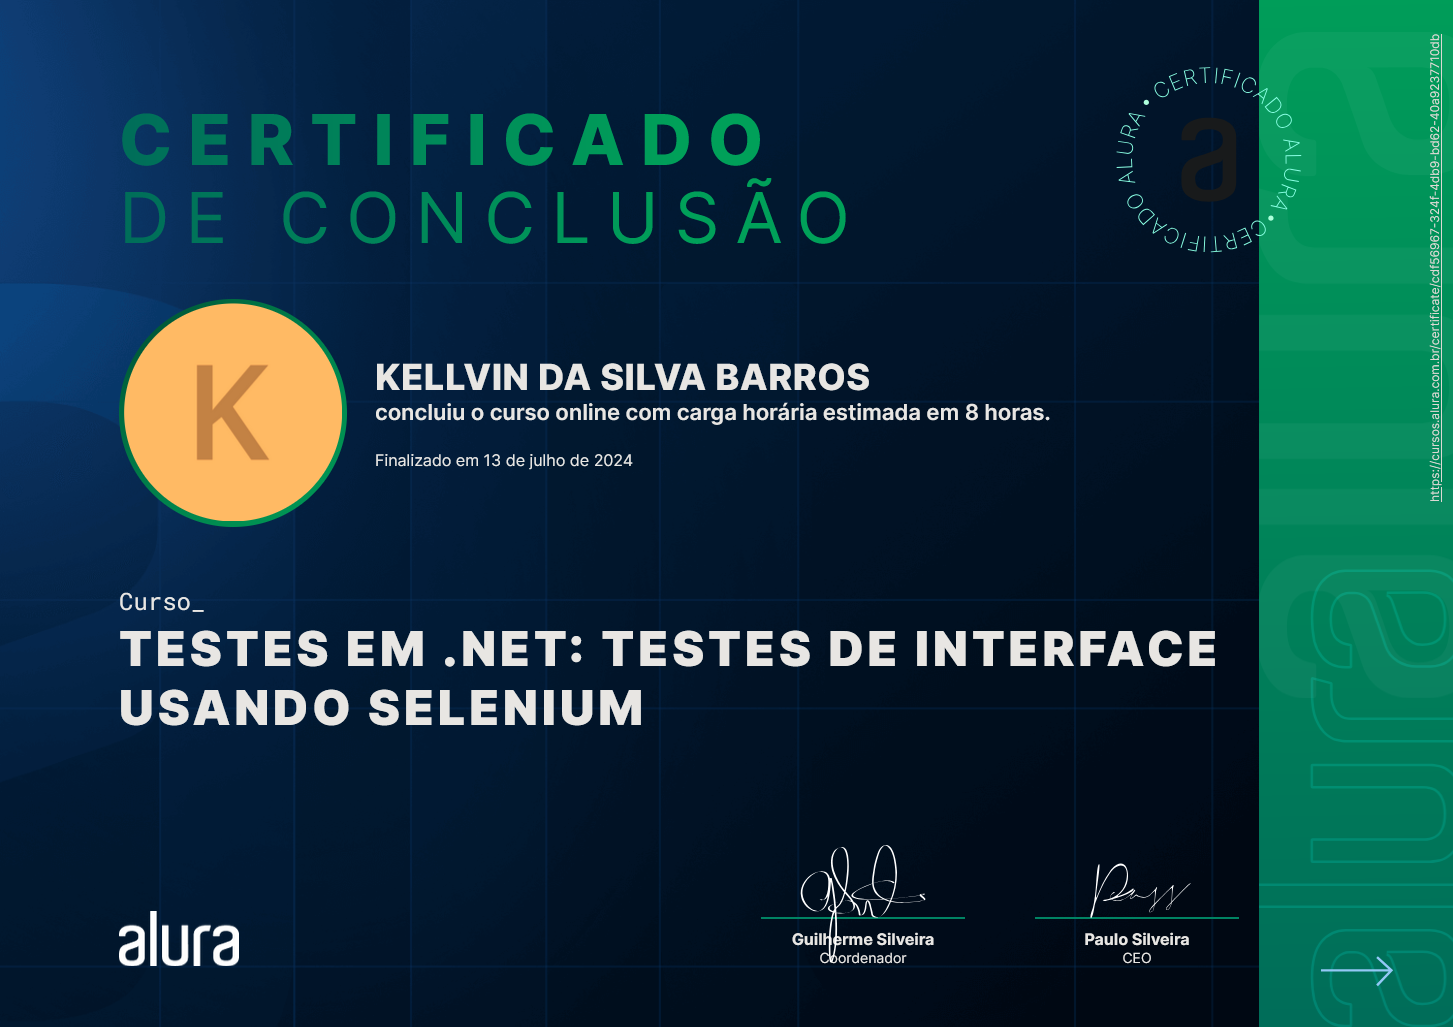 CERTIFICADO
DE CONCLUSÃO
CERTIFICADO ALURA • CERTIFICADO ALURA •
a
K
KELLVIN DA SILVA BARROS
concluiu o curso online com carga horária estimada em 8 horas.
Finalizado em 13 de julho de 2024
Curso_
TESTES EM .NET: TESTES DE INTERFACE
USANDO SELENIUM
alura
Guilherme Silveira
Coordenador
Paulo Silveira
CEO
https://cursos.alura.com.br/certificate/cdf56967-324f-4db9-bd62-40a9237710db
alura